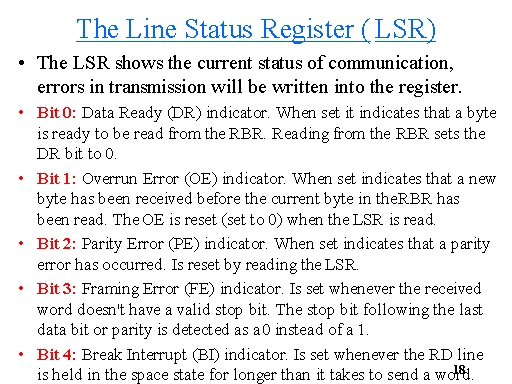 The Line Status Register ( LSR)
• The LSR shows the current status of communication,
errors in transmission will be written into the register.
• Bit 0: Data Ready (DR) indicator. When set it indicates that a byte
is ready to be read from the RBR. Reading from the RBR sets the
DR bit to 0.
• Bit 1: Overrun Error (OE) indicator. When set indicates that a new
byte has been received before the current byte in theRBR has
been read. The OE is reset (set to 0) when the LSR is read.
• Bit 2: Parity Error (PE) indicator. When set indicates that a parity
error has occurred. Is reset by reading the LSR.
• Bit 3: Framing Error (FE) indicator. Is set whenever the received
word doesn't have a valid stop bit. The stop bit following the last
data bit or parity is detected as a 0 instead of a 1.
• Bit 4: Break Interrupt (BI) indicator. Is set whenever the RD line
is held in the space state for longer than it takes to send a word.
18